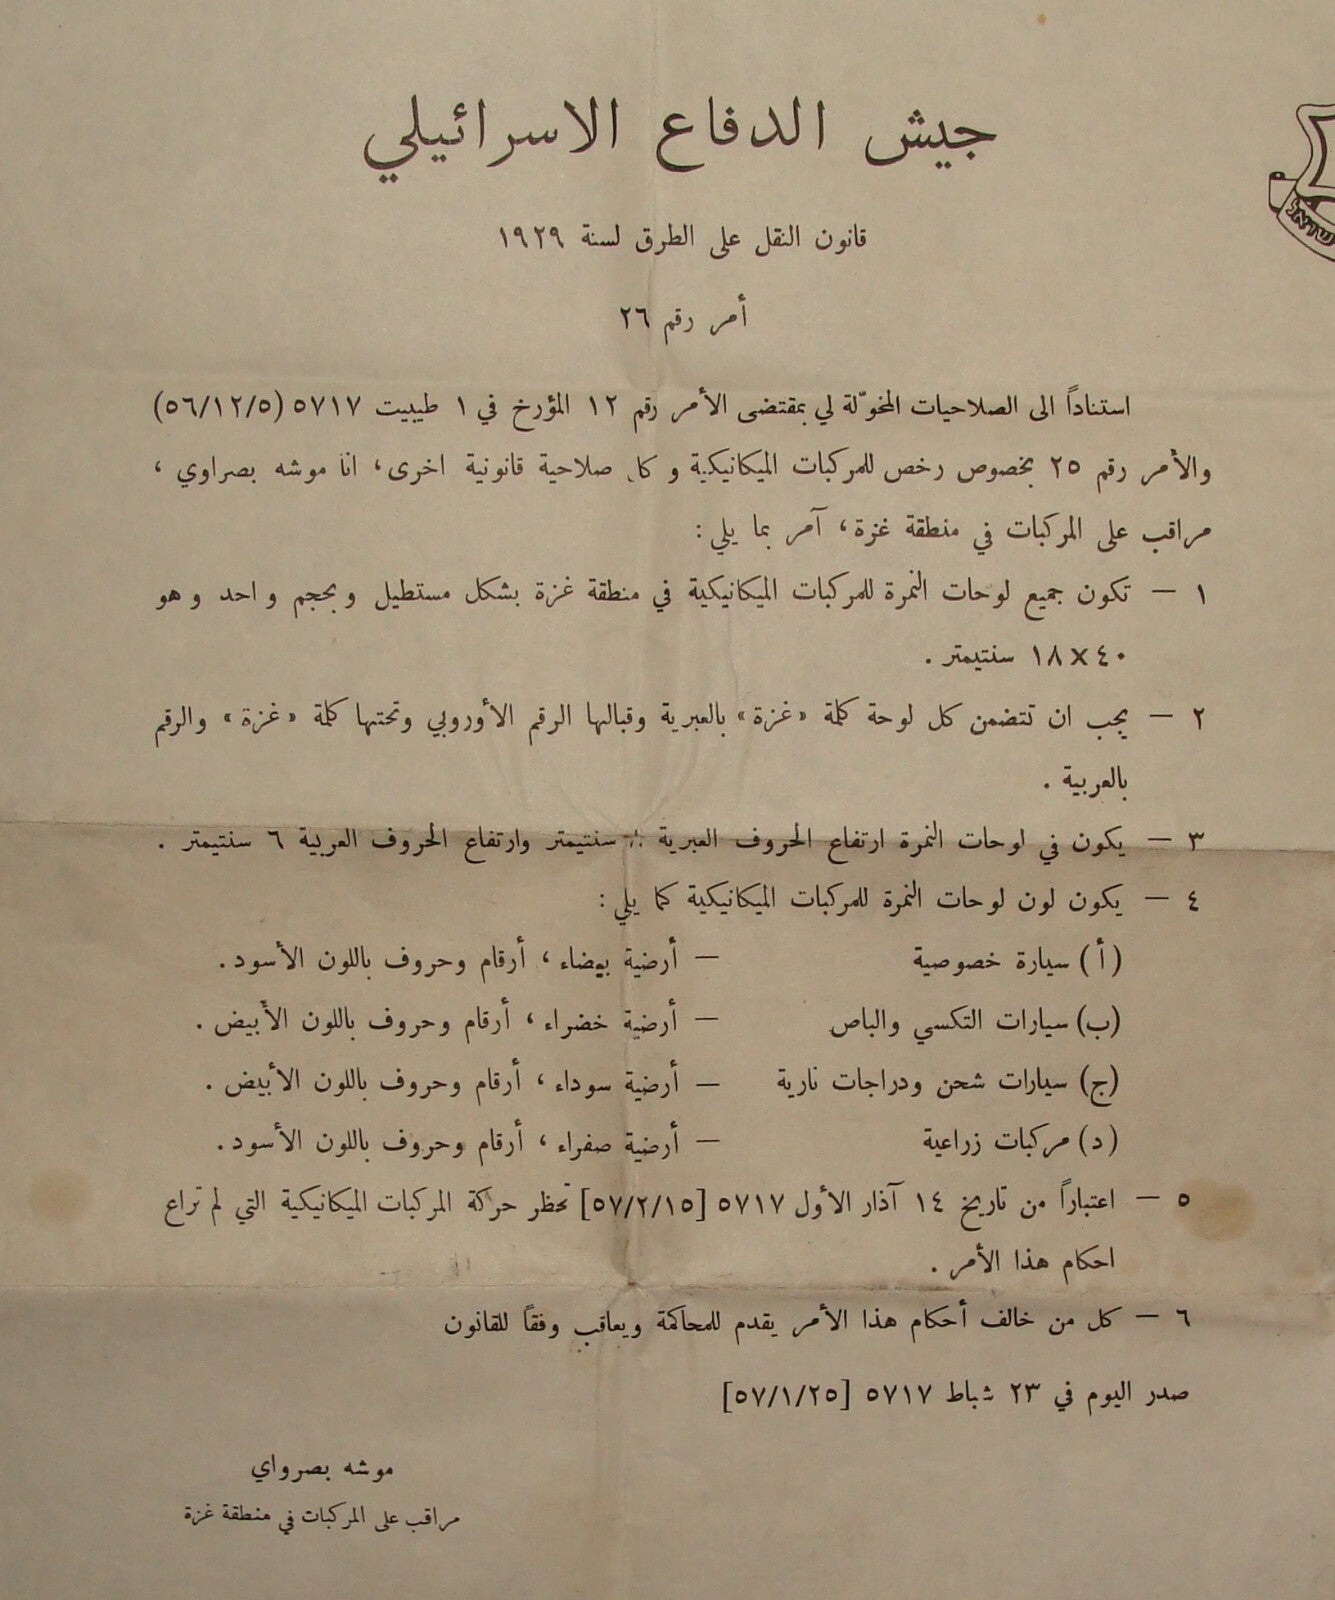 جيش الدفاع الاسرائيلي
قانون النقل على الطرق لسنة ١٩٢٩
أمر رقم ٢٦
استناداً الى الصلاحيات المخوّلة لي بمقتضى الأمر رقم ١٢ المؤرخ في ١ طيبيت ٥٧١٧ (٥٦/١٢/٥)
والأمر رقم ٢٥ بخصوص رخص للمركبات الميكانيكية وكل صلاحية قانونية اخرى، انا موشه بصراوي،
مراقب على المركبات في منطقة غزة، آمر بما يلي:
١ — تكون جميع لوحات النمرة للمركبات الميكانيكية في منطقة غزة بشكل مستطيل وبحجم واحد وهو
١٨×٤٠ سنتيمتر.
٢ — يجب ان تتضمن كل لوحة كلمة «غزة» بالعبرية وقبالها الرقم الأوروبي وتحتها كلمة «غزة» والرقم
بالعربية.
٣ — يكون في لوحات النمرة ارتفاع الحروف العبرية سنتيمتر وارتفاع الحروف العربية ٦ سنتيمتر.
٤ — يكون لون لوحات النمرة للمركبات الميكانيكية كما يلي:
(أ) سيارة خصوصية — أرضية بيضاء، أرقام وحروف باللون الأسود.
(ب) سيارات التكسي والباص — أرضية خضراء، أرقام وحروف باللون الأبيض.
(ج) سيارات شحن ودراجات نارية — أرضية سوداء، أرقام وحروف باللون الأبيض.
(د) مركبات زراعية — أرضية صفراء، أرقام وحروف باللون الأسود.
٥ — اعتباراً من تاريخ ١٤ آذار الأول ٥٧١٧ [٥٧/٢/١٥] تحظر حركة المركبات الميكانيكية التي لم تراع
احكام هذا الأمر.
٦ — كل من خالف أحكام هذا الأمر يقدم للمحاكمة ويعاقب وفقاً للقانون
صدر اليوم في ٢٣ شباط ٥٧١٧ [٥٧/١/٢٥]
موشه بصرواي
مراقب على المركبات في منطقة غزة